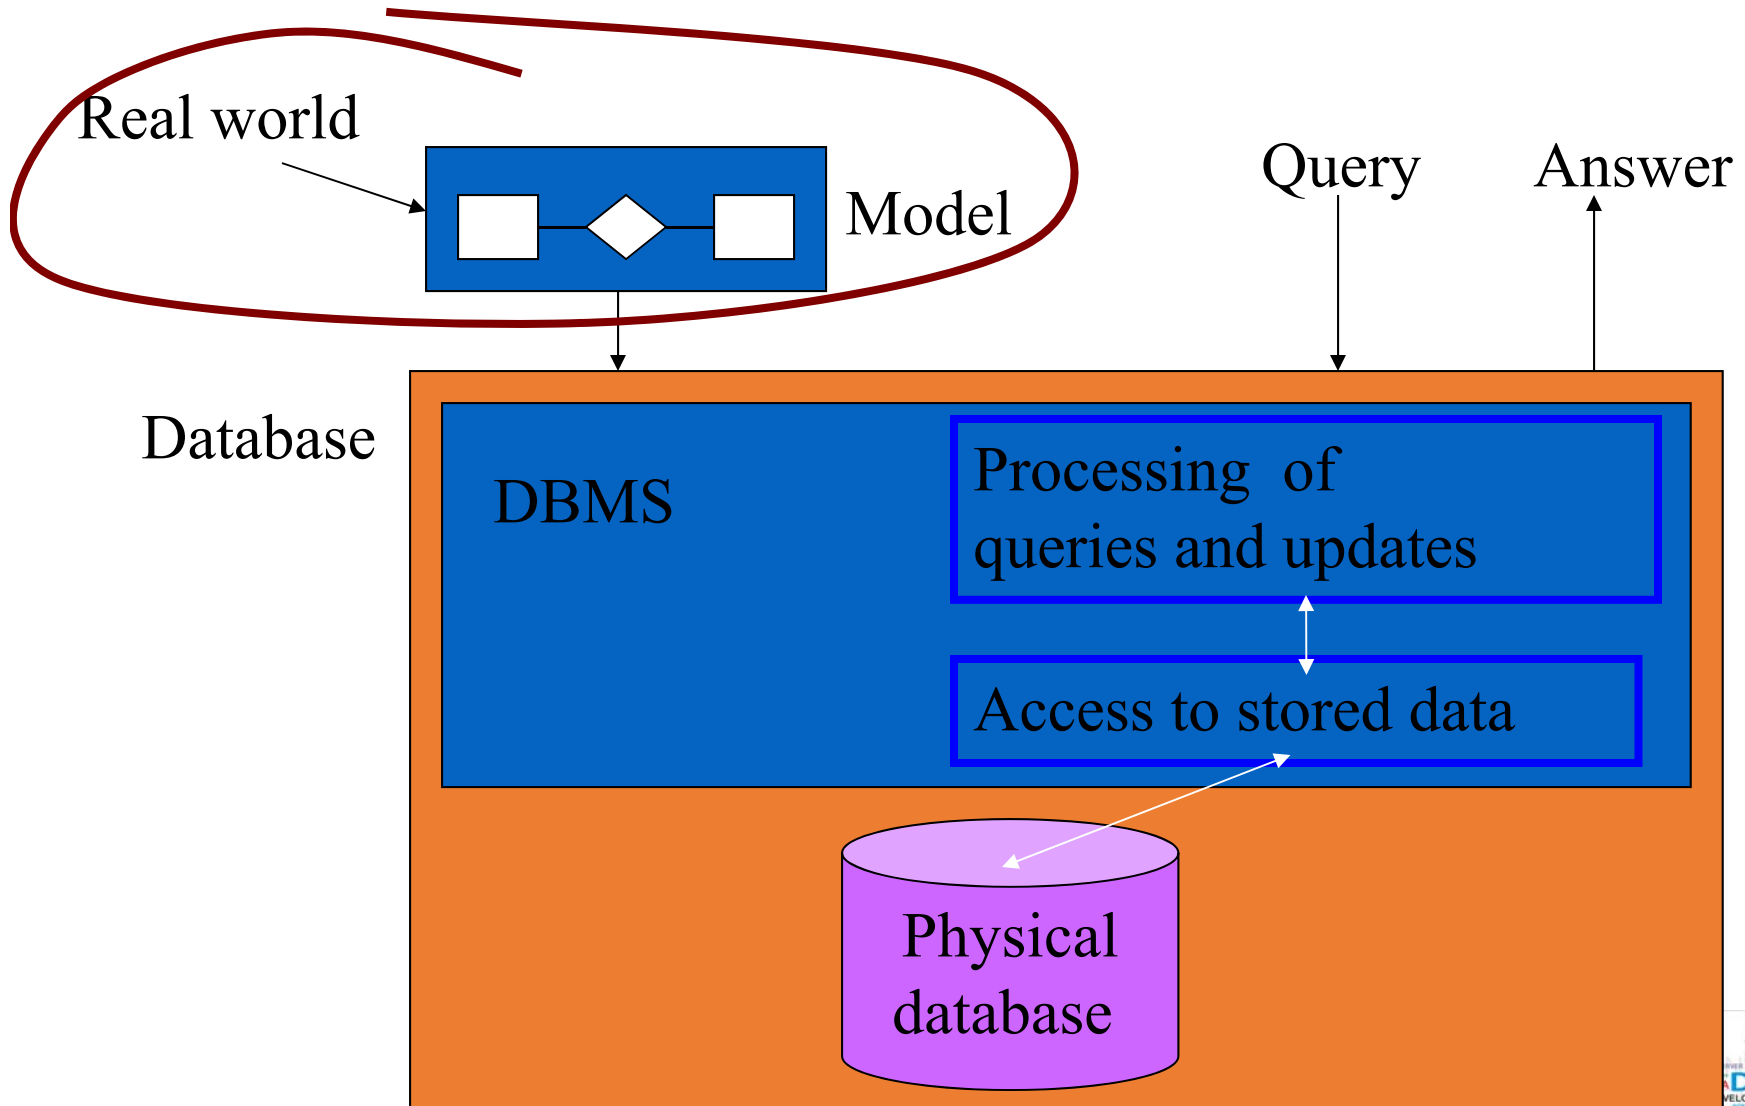 Real world
Model
Query
Answer
Database
DBMS
Processing of
queries and updates
Access to stored data
Physical
database